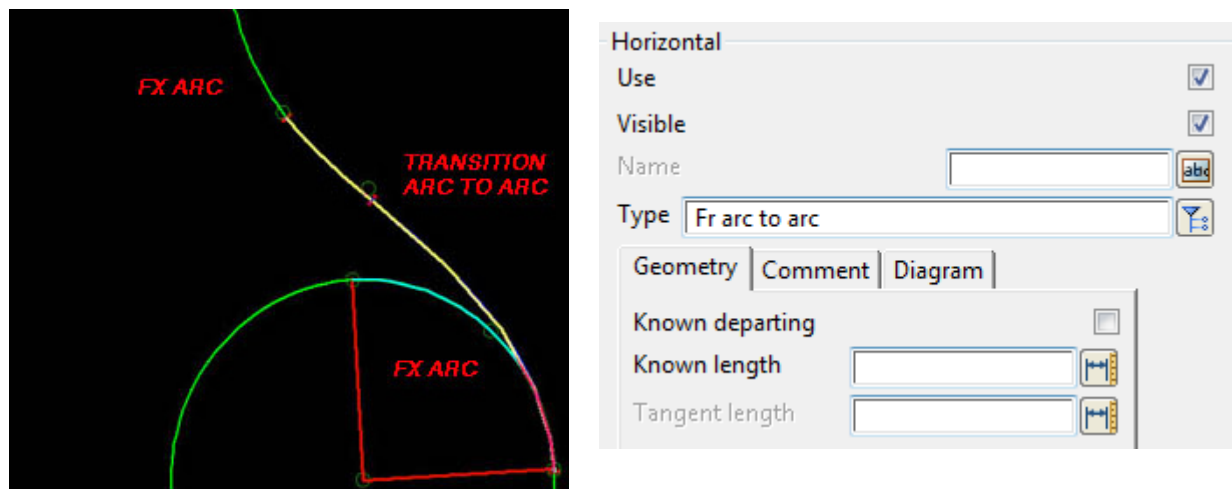 FX ARC
TRANSITION
ARC TO ARC
FX ARC
Horizontal
Use
Visible
Name
abc
Type Fr arc to arc
Geometry Comment Diagram
Known departing
Known length
Tangent length